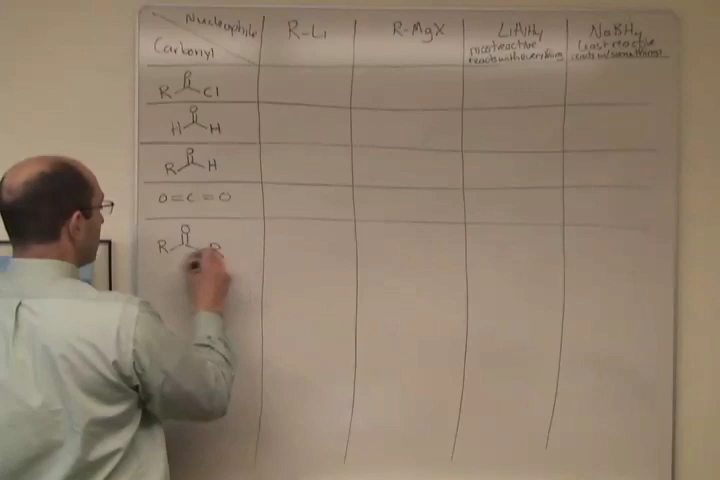 Nucleophile R-Li R-MgX LiAlH4 NaBH4
Carbonyl most reactive Least reactive
reacts with everything
O
R Cl
O
H H
O
R H
O=C=O
O
R R